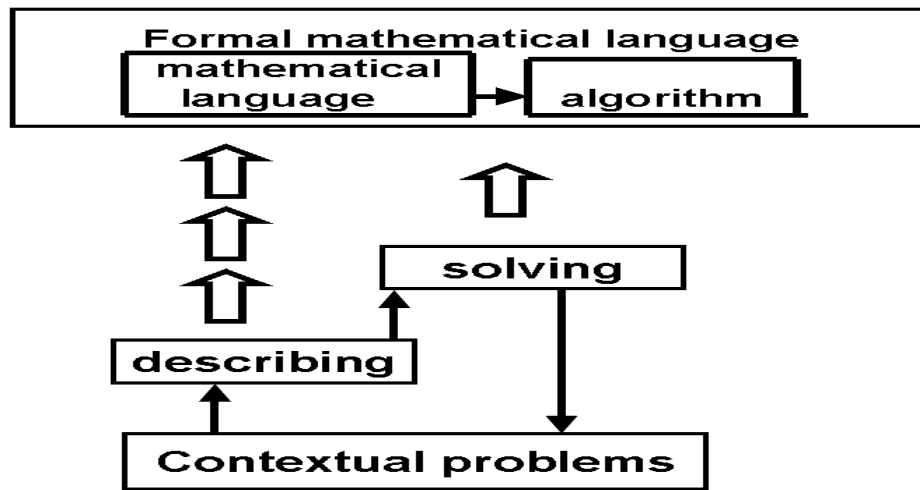 Formal mathematical language
mathematical
language
algorithm
solving
describing
Contextual problems